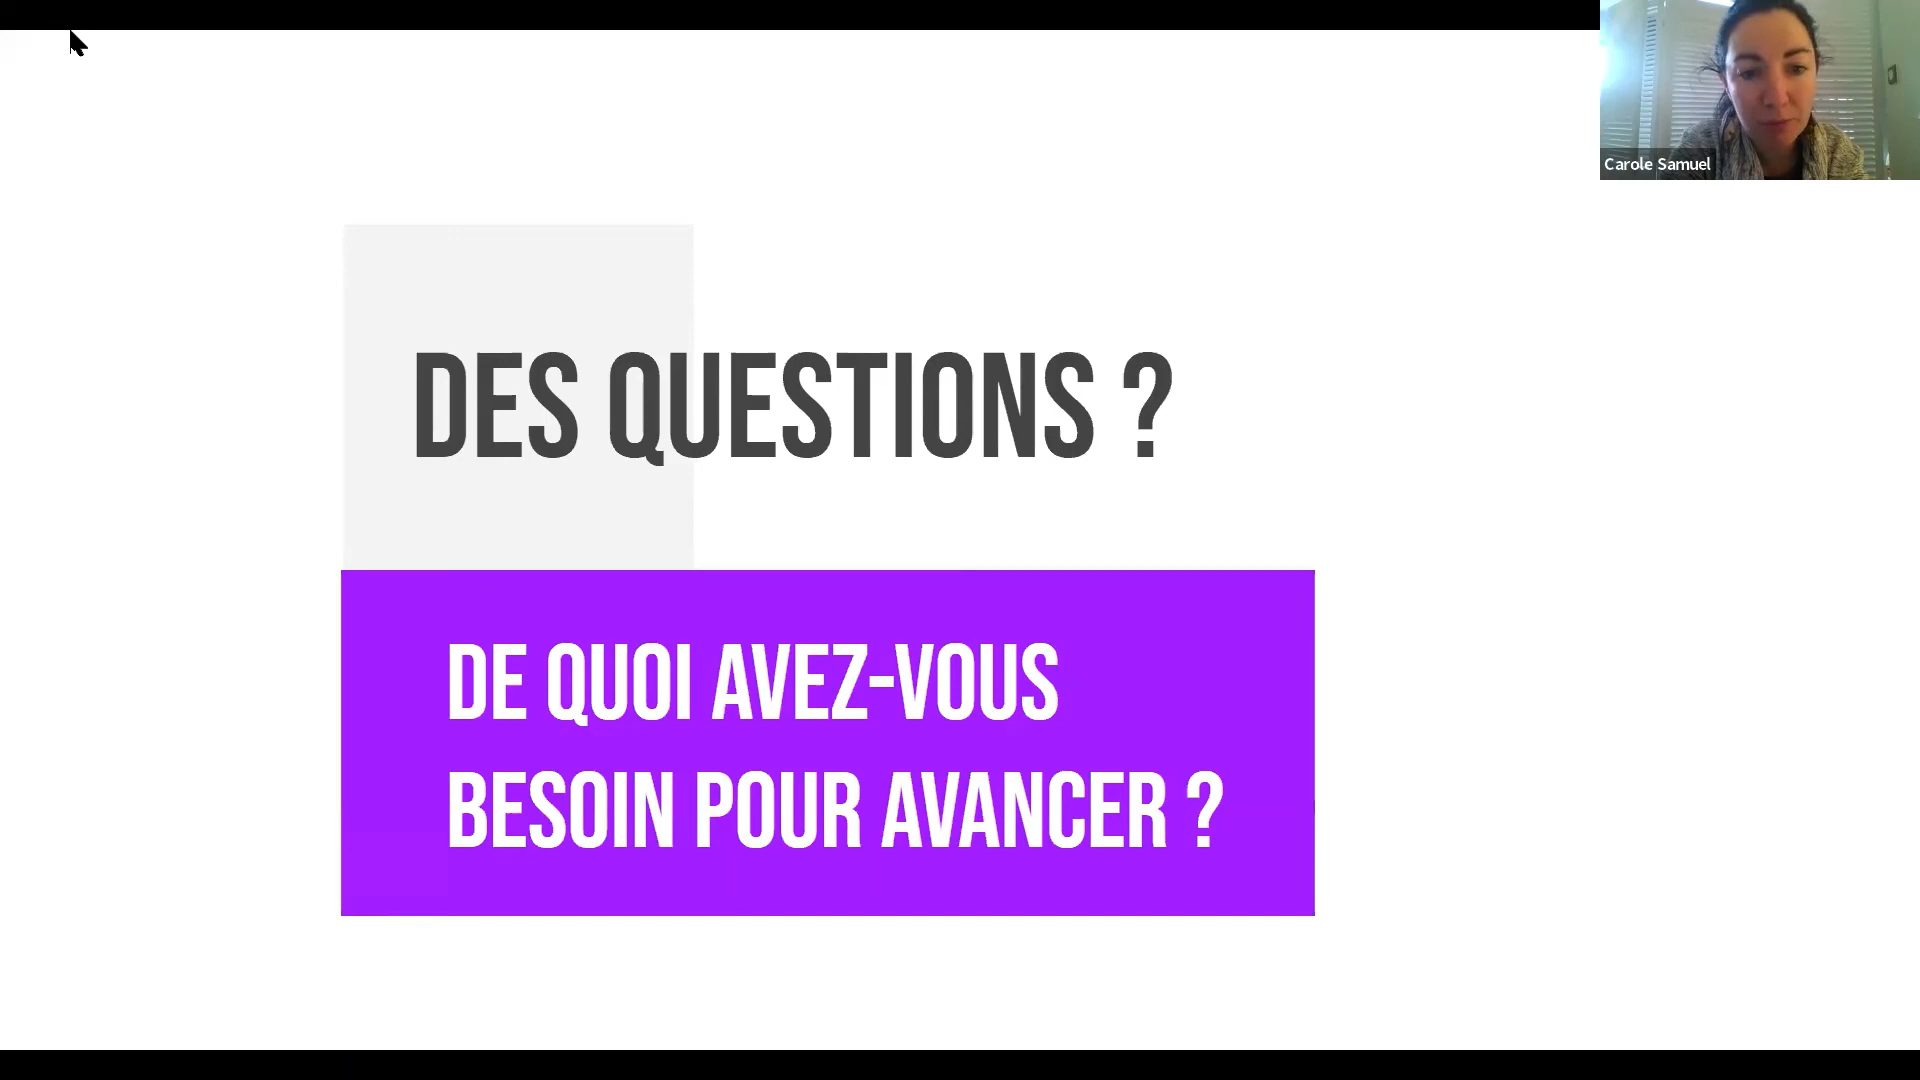 Carole Samuel
DES QUESTIONS ?
DE QUOI AVEZ-VOUS
BESOIN POUR AVANCER ?